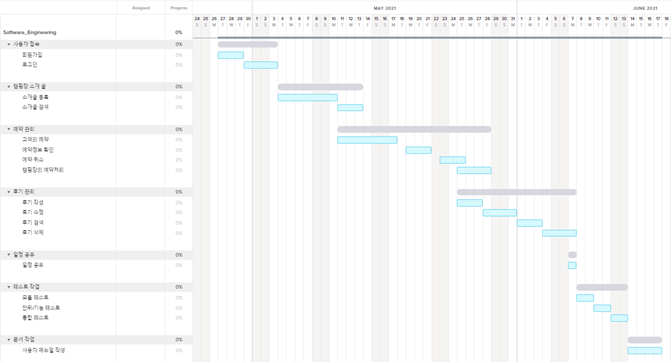 Assigned Progress MAY 2021 JUNE 2021
24 25 26 27 28 29 30 1 2 3 4 5 6 7 8 9 10 11 12 13 14 15 16 17 18 19 20 21 22 23 24 25 26 27 28 29 30 31 1 2 3 4 5 6 7 8 9 10 11 12 13 14 15 16 17 18
S S M T W T F S S M T W T F S S M T W T F S S M T W T F S S M T W T F S S M T W T F S S M T W T F S S M T W T F
Software_Engineering 0%
사용자 접속 0%
회원가입 0%
로그인 0%
캠핑장 소개 글 0%
소개글 등록 0%
소개글 검색 0%
예약 관리 0%
고객의 예약 0%
예약정보 확인 0%
예약 취소 0%
캠핑장의 예약처리 0%
후기 관리 0%
후기 작성 0%
후기 수정 0%
후기 검색 0%
후기 삭제 0%
일정 공유 0%
일정 공유 0%
테스트 작업 0%
모듈 테스트 0%
단위/기능 테스트 0%
통합 테스트 0%
문서 작업 0%
사용자 매뉴얼 작성 0%